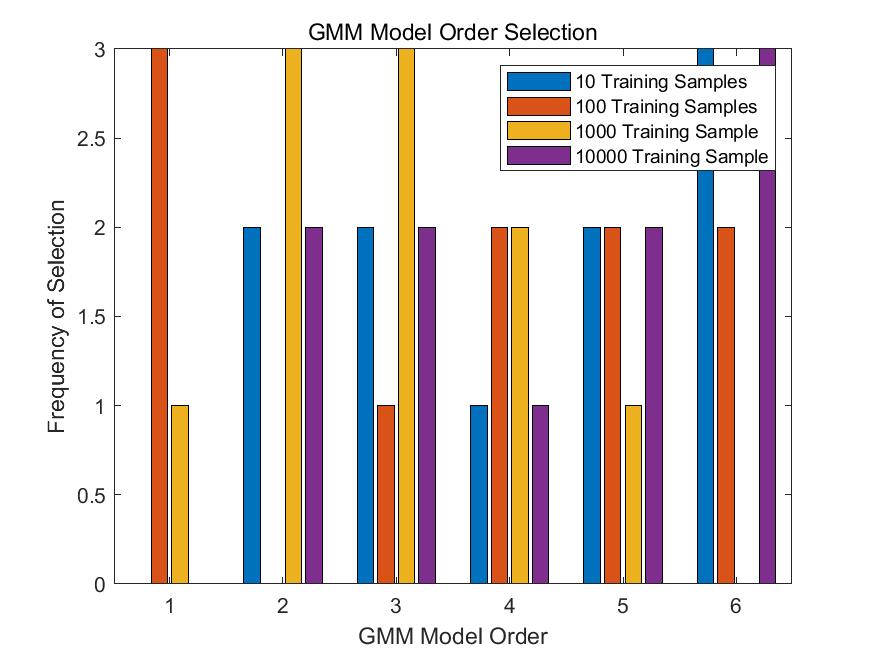 GMM Model Order Selection
3
2.5
2
1.5
1
0.5
0
Frequency of Selection
10 Training Samples
100 Training Samples
1000 Training Sample
10000 Training Sample
1 2 3 4 5 6
GMM Model Order